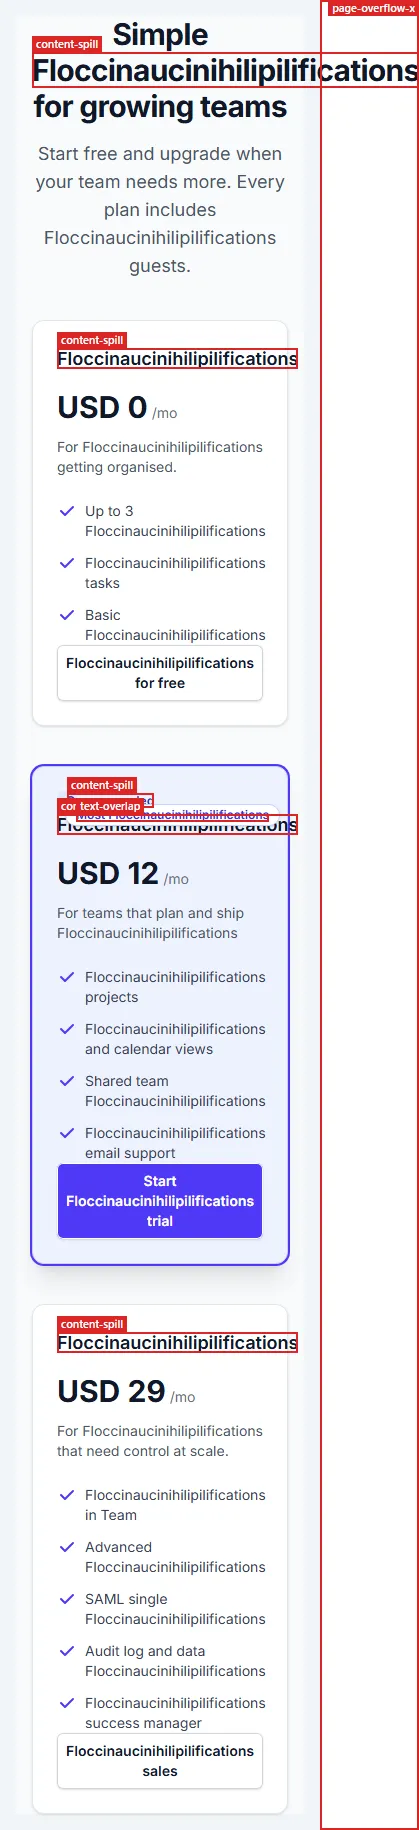 page-overflow-x
Simple
content-spill
Floccinaucinihilipilifications
for growing teams
Start free and upgrade when
your team needs more. Every
plan includes
Floccinaucinihilipilifications
guests.
content-spill
Floccinaucinihilipilifications
USD 0 /mo
For Floccinaucinihilipilifications
getting organised.
Up to 3
Floccinaucinihilipilifications
Floccinaucinihilipilifications
tasks
Basic
Floccinaucinihilipilifications
Floccinaucinihilipilifications
for free
content-spill
text-overlap
Most Floccinaucinihilipilifications
Floccinaucinihilipilifications
USD 12 /mo
For teams that plan and ship
Floccinaucinihilipilifications
Floccinaucinihilipilifications
projects
Floccinaucinihilipilifications
and calendar views
Shared team
Floccinaucinihilipilifications
Floccinaucinihilipilifications
email support
Start
Floccinaucinihilipilifications
trial
content-spill
Floccinaucinihilipilifications
USD 29 /mo
For Floccinaucinihilipilifications
that need control at scale.
Floccinaucinihilipilifications
in Team
Advanced
Floccinaucinihilipilifications
SAML single
Floccinaucinihilipilifications
Audit log and data
Floccinaucinihilipilifications
Floccinaucinihilipilifications
success manager
Floccinaucinihilipilifications
sales